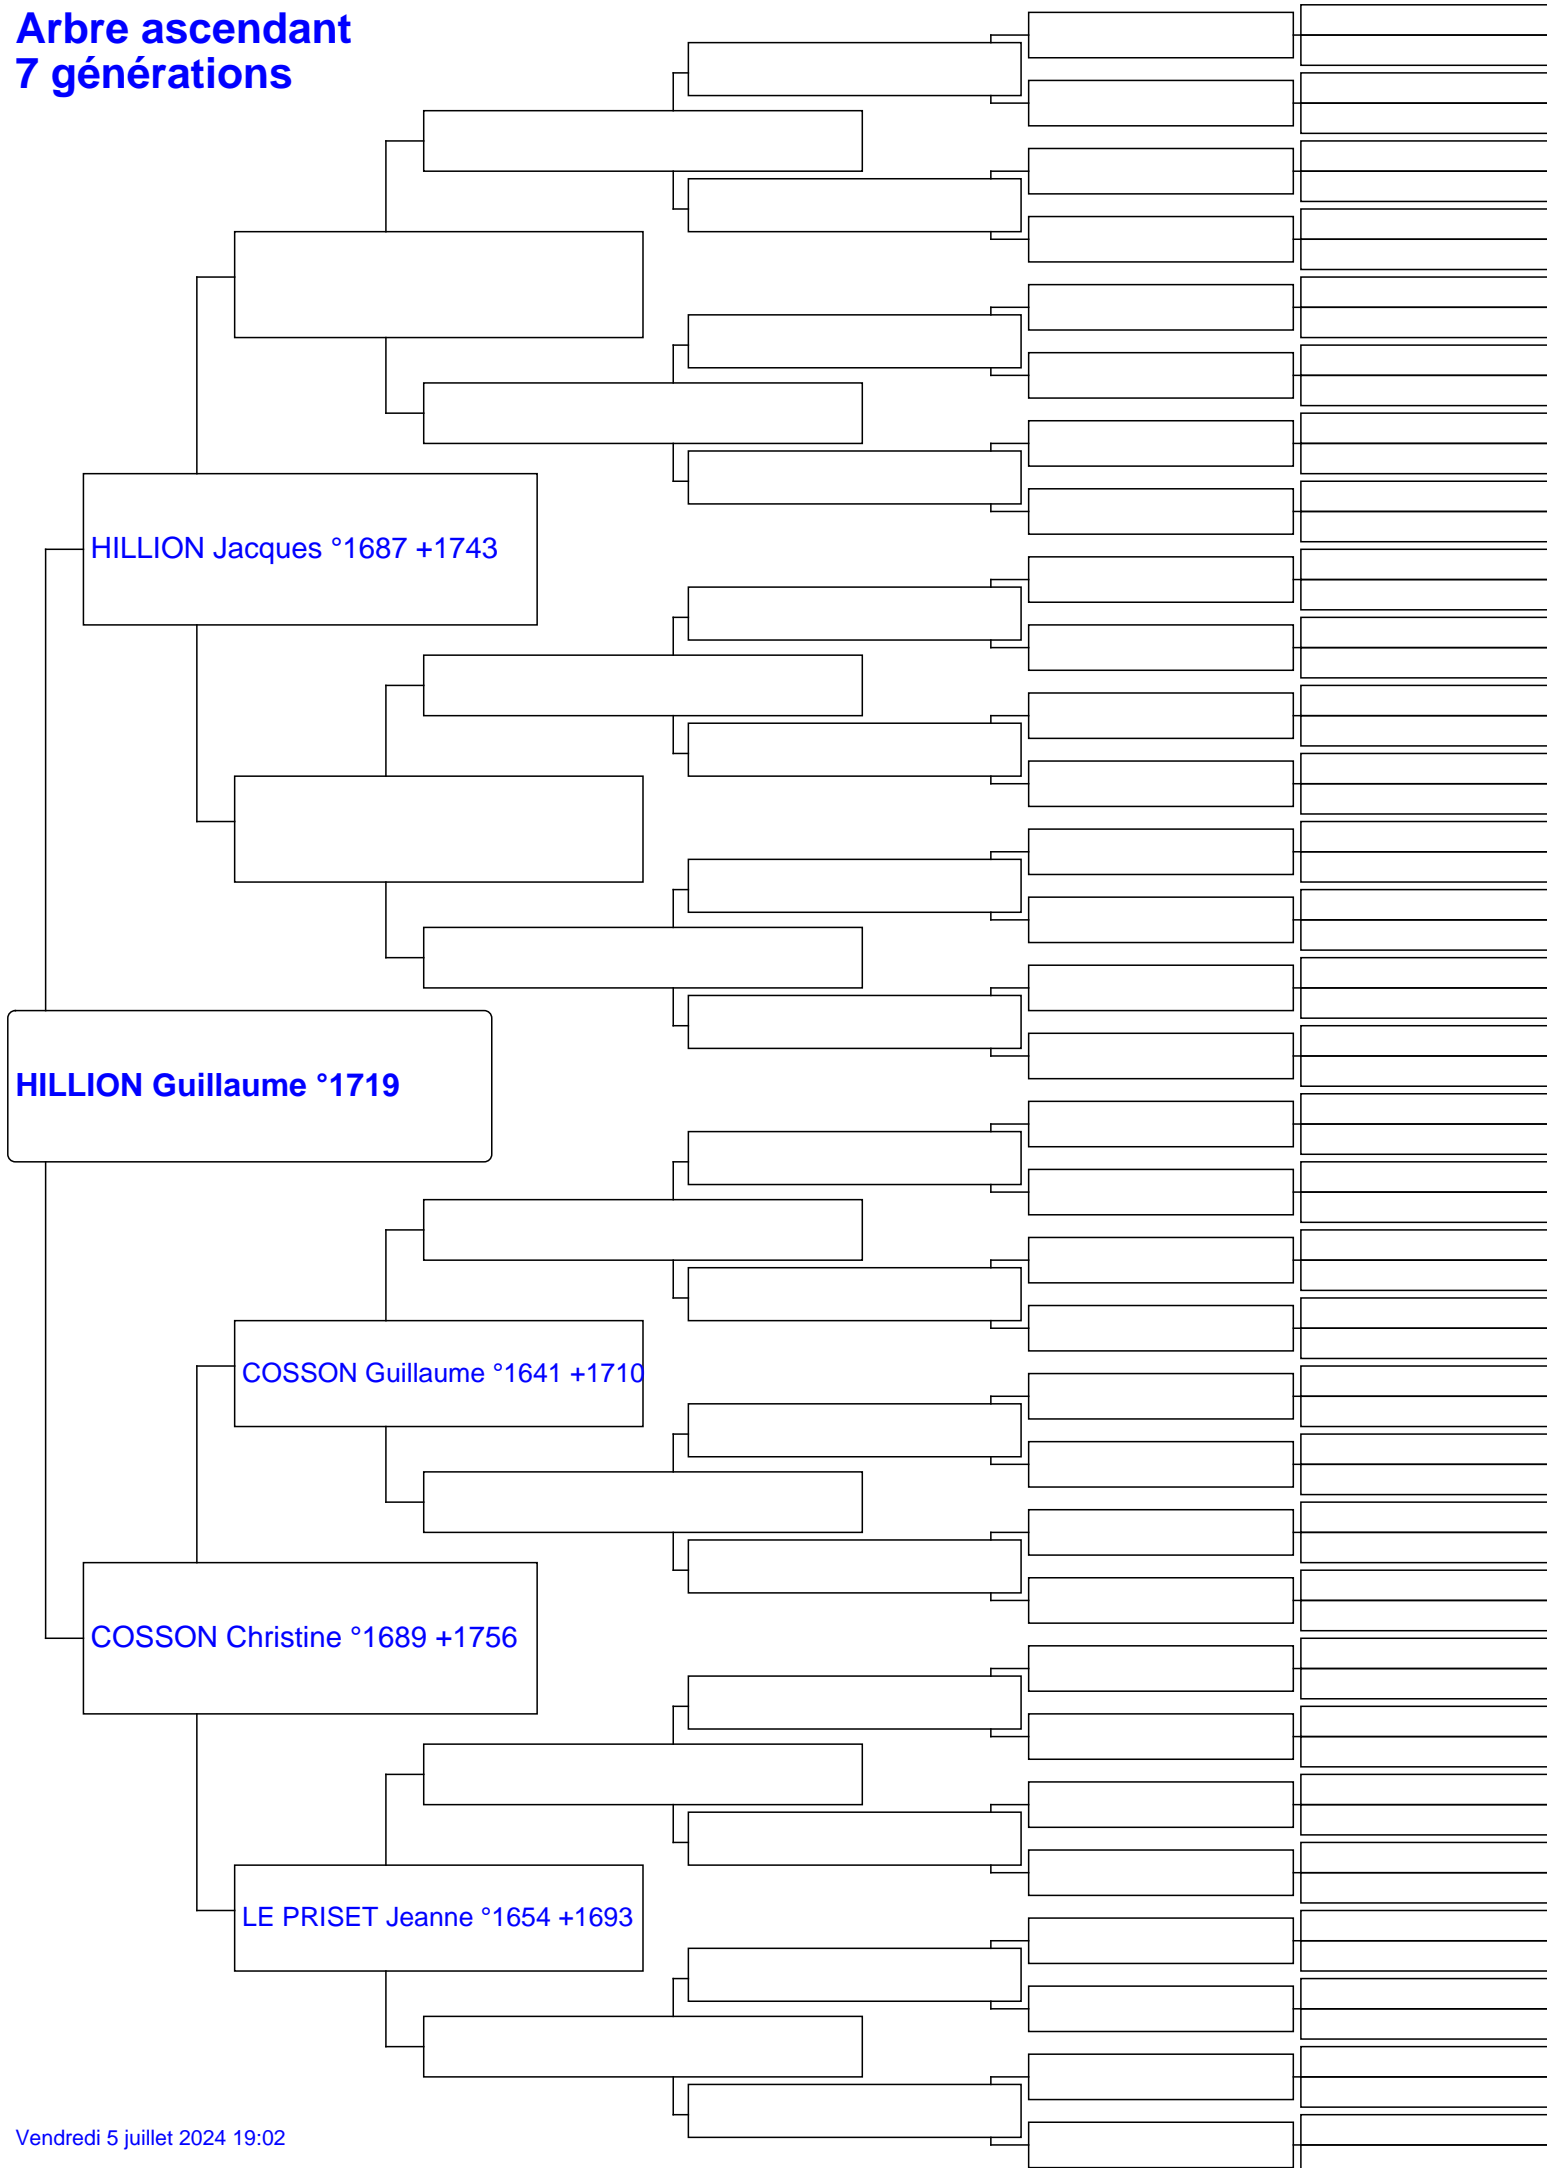 Arbre ascendant
7 générations
HILLION Jacques °1687 +1743
HILLION Guillaume °1719
COSSON Guillaume °1641 +1710
COSSON Christine °1689 +1756
LE PRISET Jeanne °1654 +1693
Vendredi 5 juillet 2024 19:02